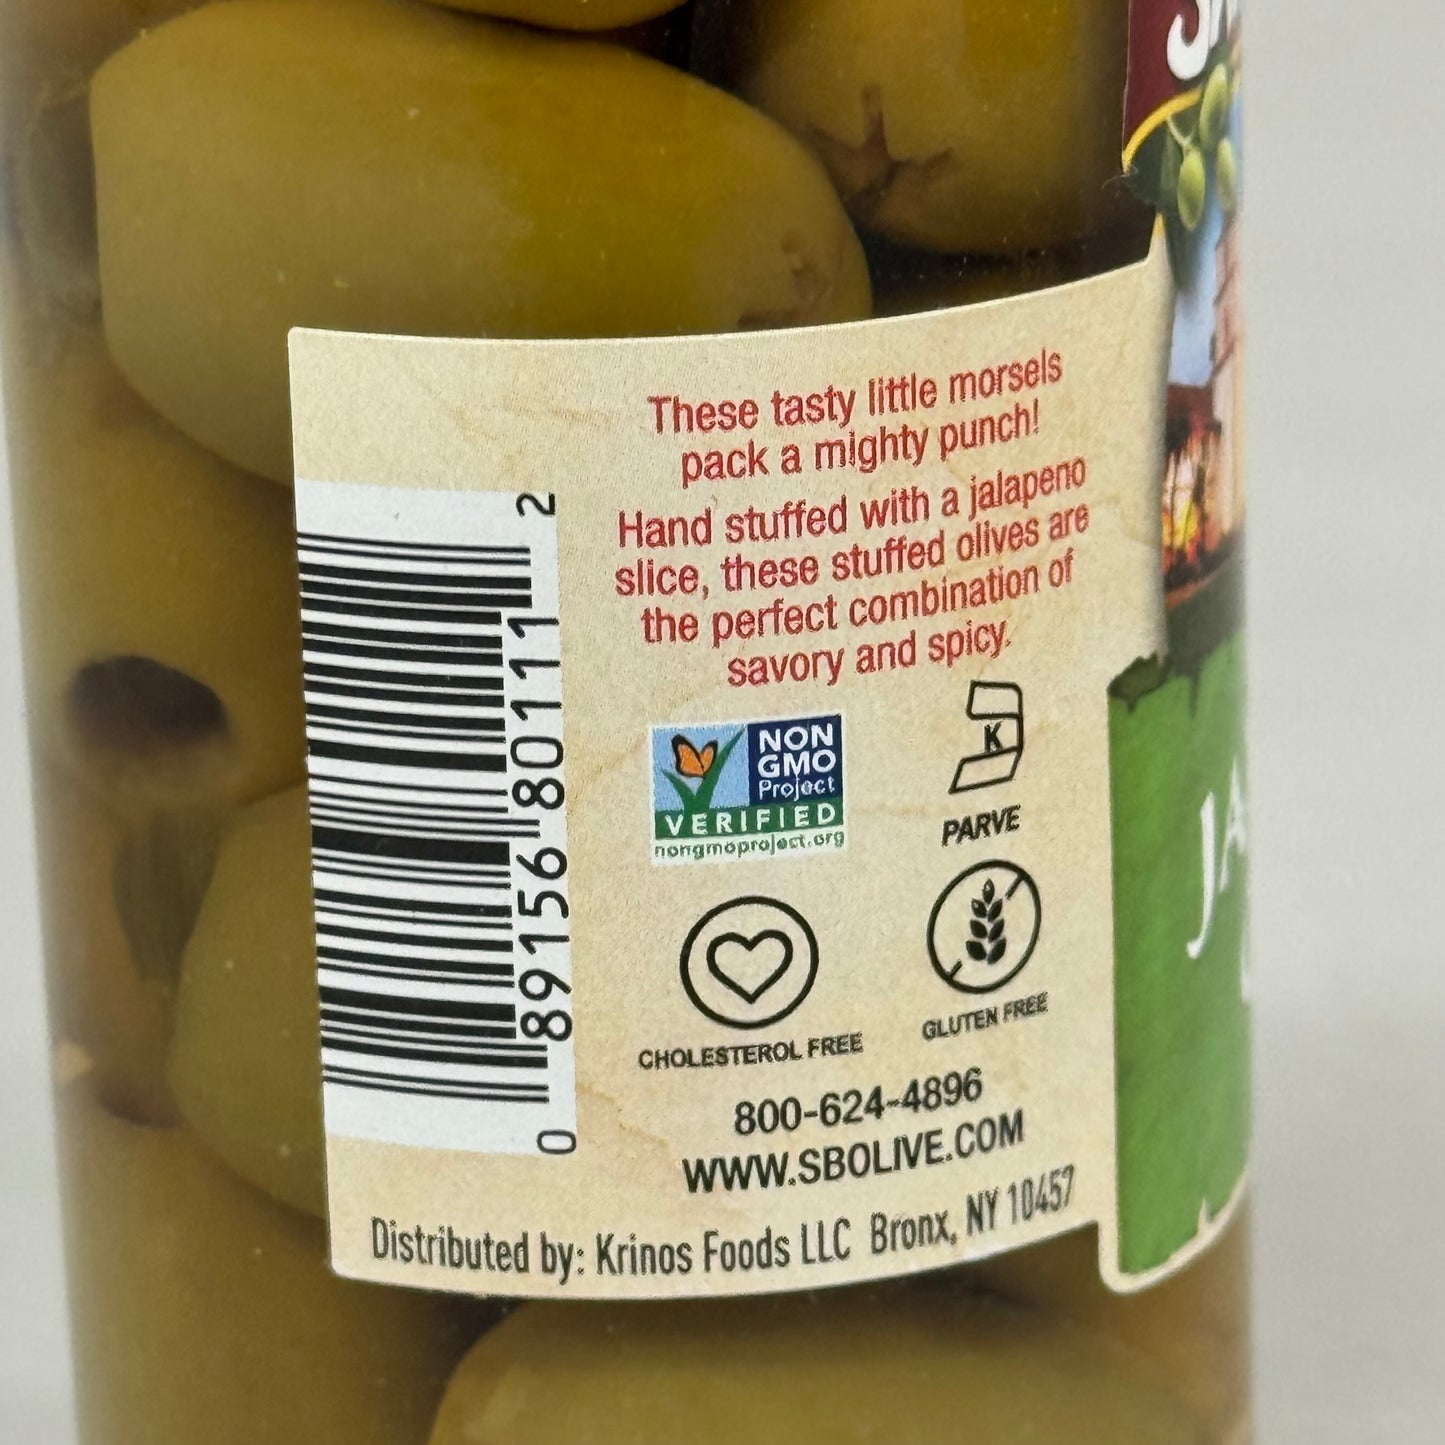 These tasty little morsels
pack a mighty punch!
Hand stuffed with a jalapeno
slice, these stuffed olives are
the perfect combination of
savory and spicy.
NON
GMO
Project
VERIFIED
nongmoproject.org
K
PARVE
CHOLESTEROL FREE
GLUTEN FREE
800-624-4896
WWW.SBOLIVE.COM
Distributed by: Krinos Foods LLC Bronx, NY 10457
0 89156 80111 2
JA